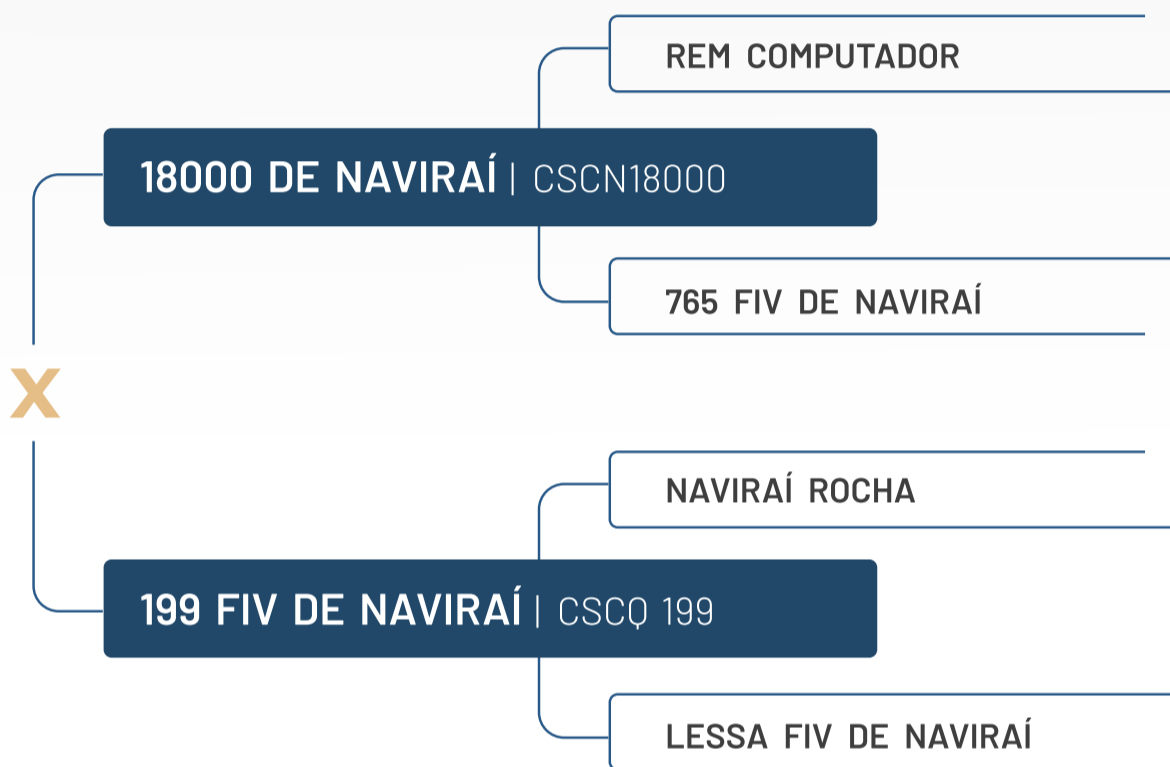 REM COMPUTADOR
18000 DE NAVIRAÍ | CSCN18000
765 FIV DE NAVIRAÍ
X
NAVIRAÍ ROCHA
199 FIV DE NAVIRAÍ | CSCQ 199
LESSA FIV DE NAVIRAÍ